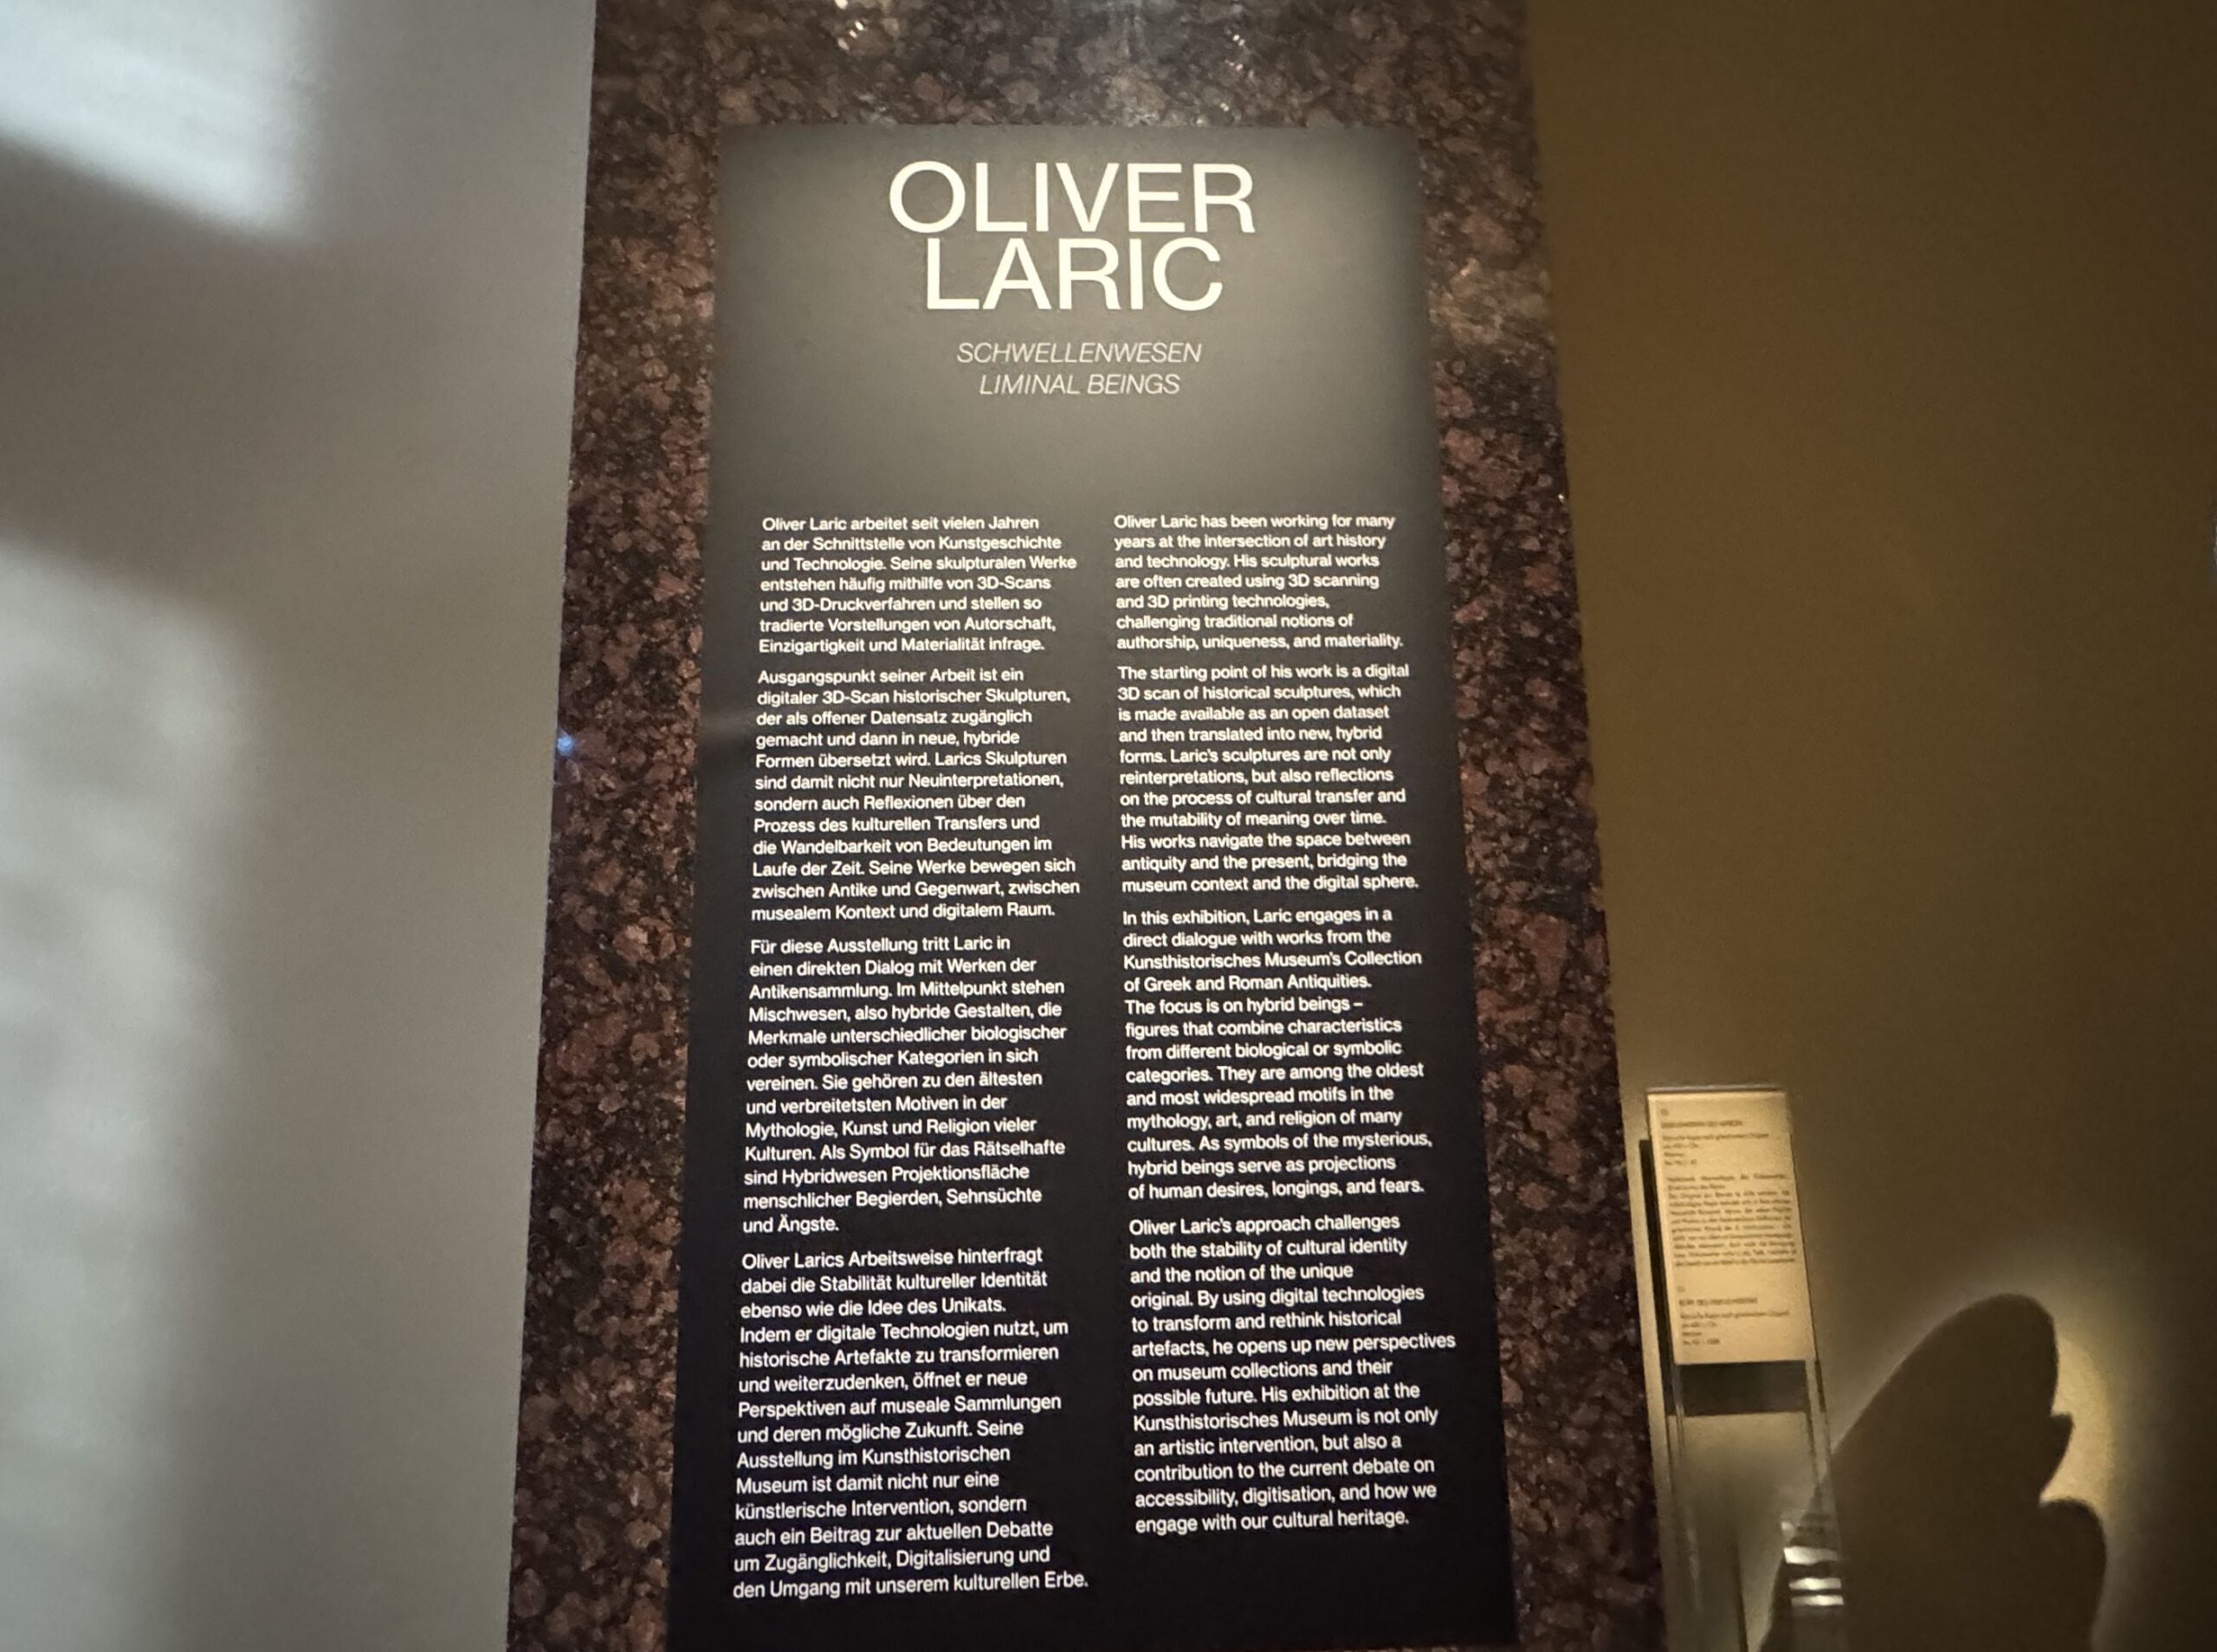 OLIVER
LARIC
SCHWELLENWESEN
LIMINAL BEINGS
Oliver Laric arbeitet seit vielen Jahren
an der Schnittstelle von Kunstgeschichte
und Technologie. Seine skulpturalen Werke
entstehen häufig mithilfe von 3D-Scans
und 3D-Druckverfahren und stellen so
tradierte Vorstellungen von Autorschaft,
Einzigartigkeit und Materialität infrage.
Ausgangspunkt seiner Arbeit ist ein
digitaler 3D-Scan historischer Skulpturen,
der als offener Datensatz zugänglich
gemacht und dann in neue, hybride
Formen übersetzt wird. Larics Skulpturen
sind damit nicht nur Neuinterpretationen,
sondern auch Reflexionen über den
Prozess des kulturellen Transfers und
die Wandelbarkeit von Bedeutungen im
Laufe der Zeit. Seine Werke bewegen sich
zwischen Antike und Gegenwart, zwischen
musealem Kontext und digitalem Raum.
Für diese Ausstellung tritt Laric in
einen direkten Dialog mit Werken der
Antikensammlung. Im Mittelpunkt stehen
Mischwesen, also hybride Gestalten, die
Merkmale unterschiedlicher biologischer
oder symbolischer Kategorien in sich
vereinen. Sie gehören zu den ältesten
und verbreitetsten Motiven in der
Mythologie, Kunst und Religion vieler
Kulturen. Als Symbol für das Rätselhafte
sind Hybridwesen Projektionsfläche
menschlicher Begierden, Sehnsüchte
und Ängste.
Oliver Larics Arbeitsweise hinterfragt
dabei die Stabilität kultureller Identität
ebenso wie die Idee des Unikats.
Indem er digitale Technologien nutzt, um
historische Artefakte zu transformieren
und weiterzudenken, öffnet er neue
Perspektiven auf museale Sammlungen
und deren mögliche Zukunft. Seine
Ausstellung im Kunsthistorischen
Museum ist damit nicht nur eine
künstlerische Intervention, sondern
auch ein Beitrag zur aktuellen Debatte
um Zugänglichkeit, Digitalisierung und
den Umgang mit unserem kulturellen Erbe.
Oliver Laric has been working for many
years at the intersection of art history
and technology. His sculptural works
are often created using 3D scanning
and 3D printing technologies,
challenging traditional notions of
authorship, uniqueness, and materiality.
The starting point of his work is a digital
3D scan of historical sculptures, which
is made available as an open dataset
and then translated into new, hybrid
forms. Laric's sculptures are not only
reinterpretations, but also reflections
on the process of cultural transfer and
the mutability of meaning over time.
His works navigate the space between
antiquity and the present, bridging the
museum context and the digital sphere.
In this exhibition, Laric engages in a
direct dialogue with works from the
Kunsthistorisches Museum's Collection
of Greek and Roman Antiquities.
The focus is on hybrid beings –
figures that combine characteristics
from different biological or symbolic
categories. They are among the oldest
and most widespread motifs in the
mythology, art, and religion of many
cultures. As symbols of the mysterious,
hybrid beings serve as projections
of human desires, longings, and fears.
Oliver Laric's approach challenges
both the stability of cultural identity
and the notion of the unique
original. By using digital technologies
to transform and rethink historical
artefacts, he opens up new perspectives
on museum collections and their
possible future. His exhibition at the
Kunsthistorisches Museum is not only
an artistic intervention, but also a
contribution to the current debate on
accessibility, digitisation, and how we
engage with our cultural heritage.